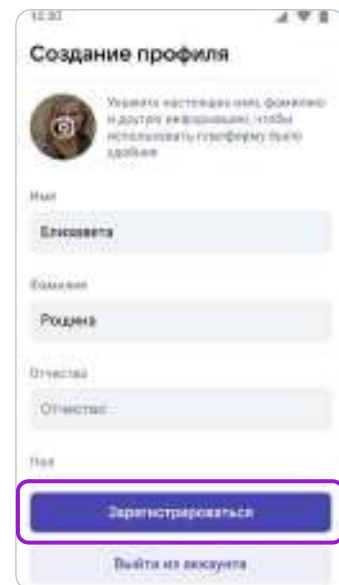 12:30
Создание профиля
Укажите настоящие имя, фамилию
и другую информацию, чтобы
использовать платформу было
удобнее
Имя
Елизавета
Фамилия
Рощина
Отчество
Отчество
Пол
Зарегистрироваться
Выйти из аккаунта